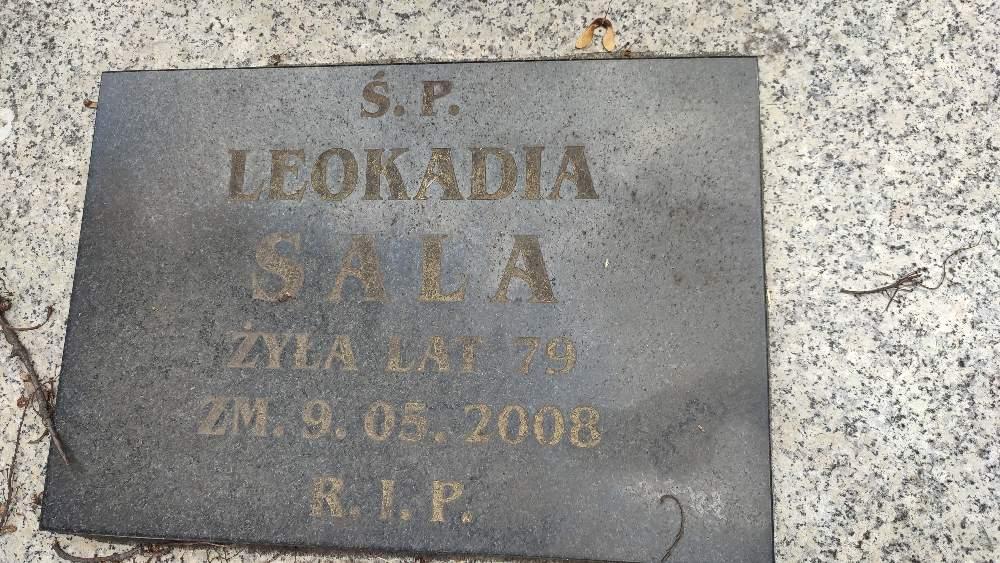 Ś. P.
LEOKADIA
SALA
ŻYŁA LAT 79
ZM. 9. 05. 2008
R. I. P.